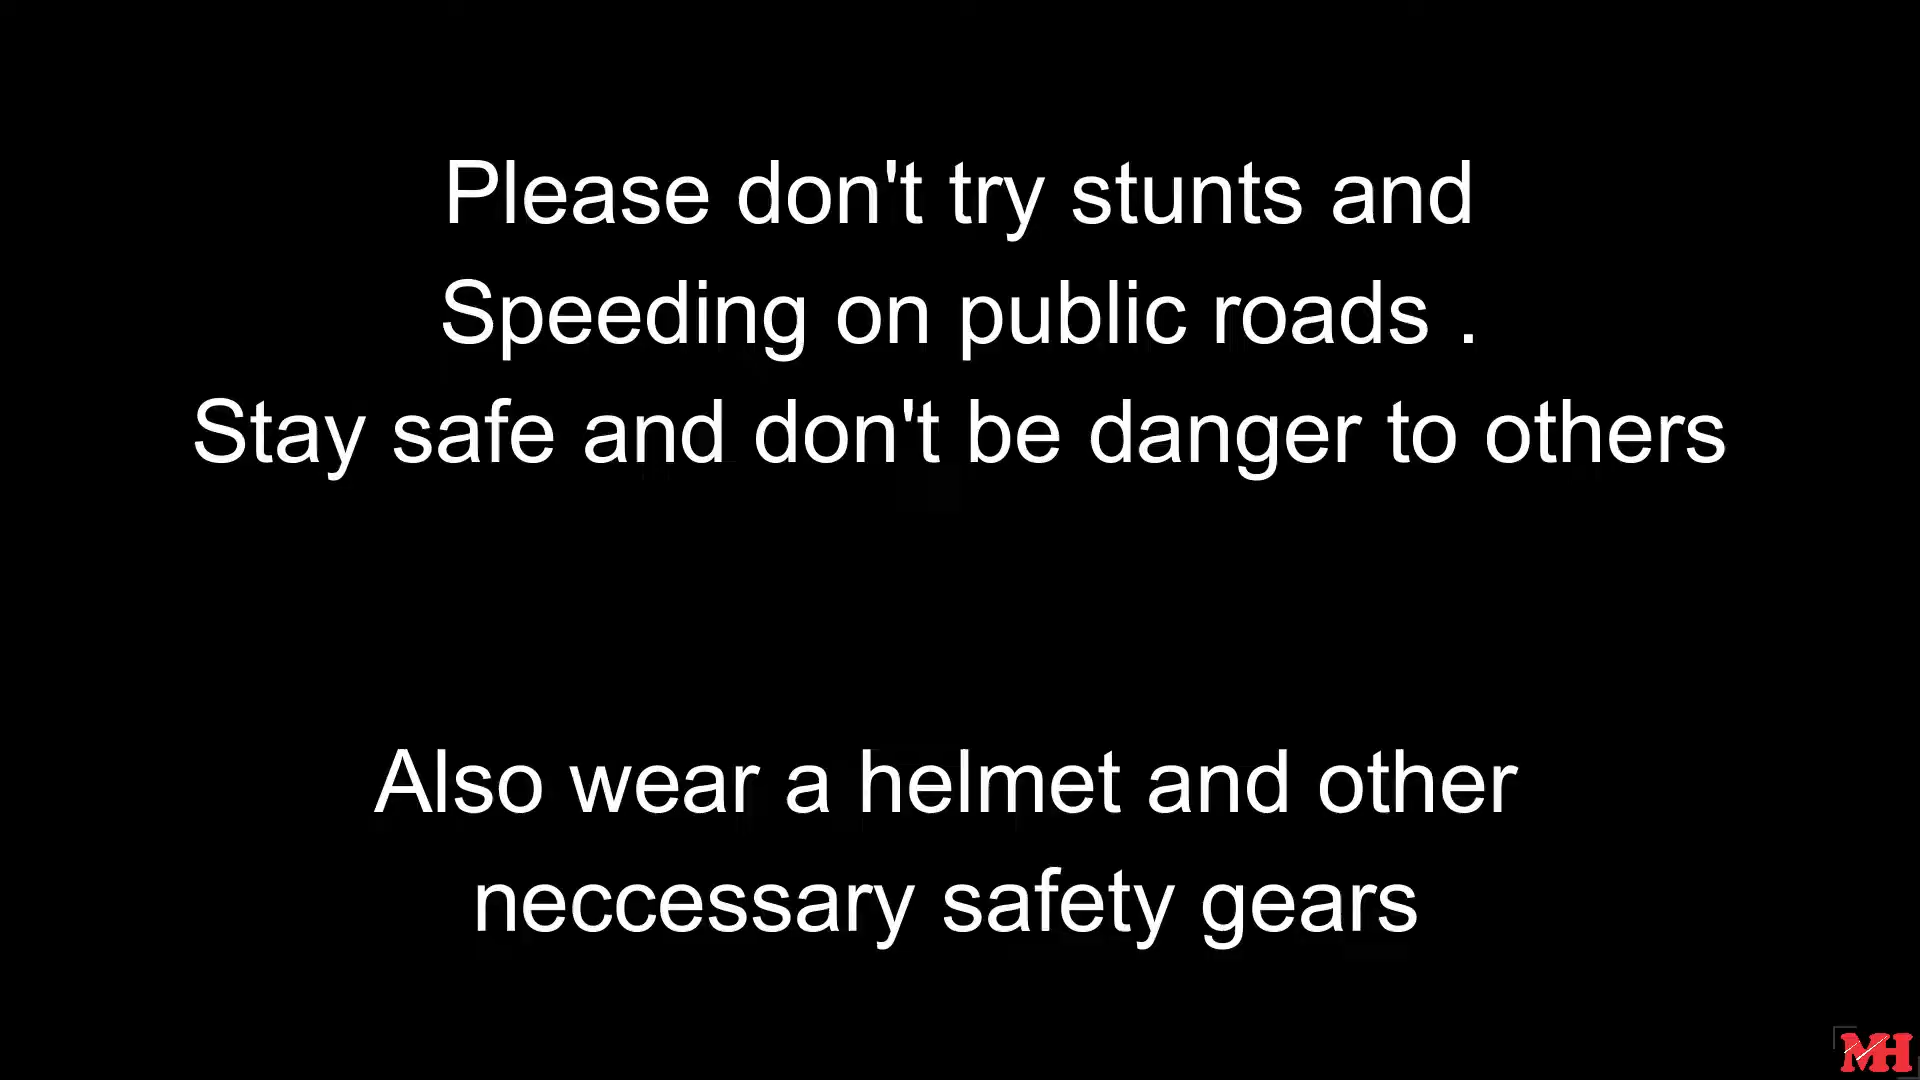 Please don't try stunts and
Speeding on public roads .
Stay safe and don't be danger to others
Also wear a helmet and other
neccessary safety gears
MH